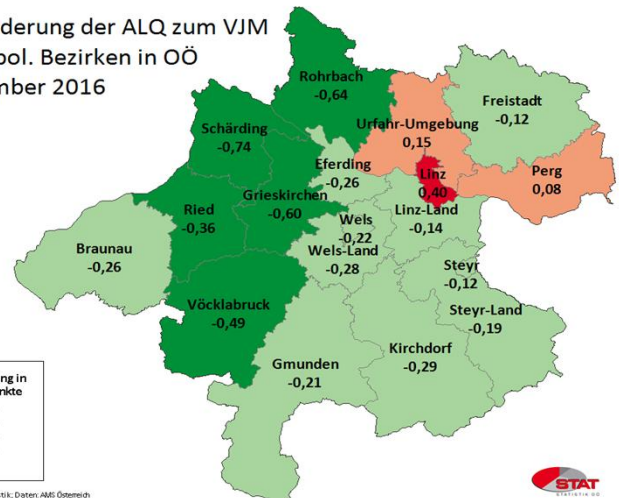 derung der ALQ zum VJM
pol. Bezirken in OÖ
mber 2016
Rohrbach
-0,64
Freistadt
-0,12
Schärding
-0,74
Urfahr-Umgebung
0,15
Eferding
-0,26
Linz
0,40
Perg
0,08
Grieskirchen
-0,60
Ried
-0,36
Wels
-0,22
Linz-Land
-0,14
Braunau
-0,26
Wels-Land
-0,28
Steyr
-0,12
Vöcklabruck
-0,49
Steyr-Land
-0,19
Kirchdorf
-0,29
Gmunden
-0,21
ng in
nkte
stik; Daten: AMS Österreich
STAT
STATISTIK OÖ